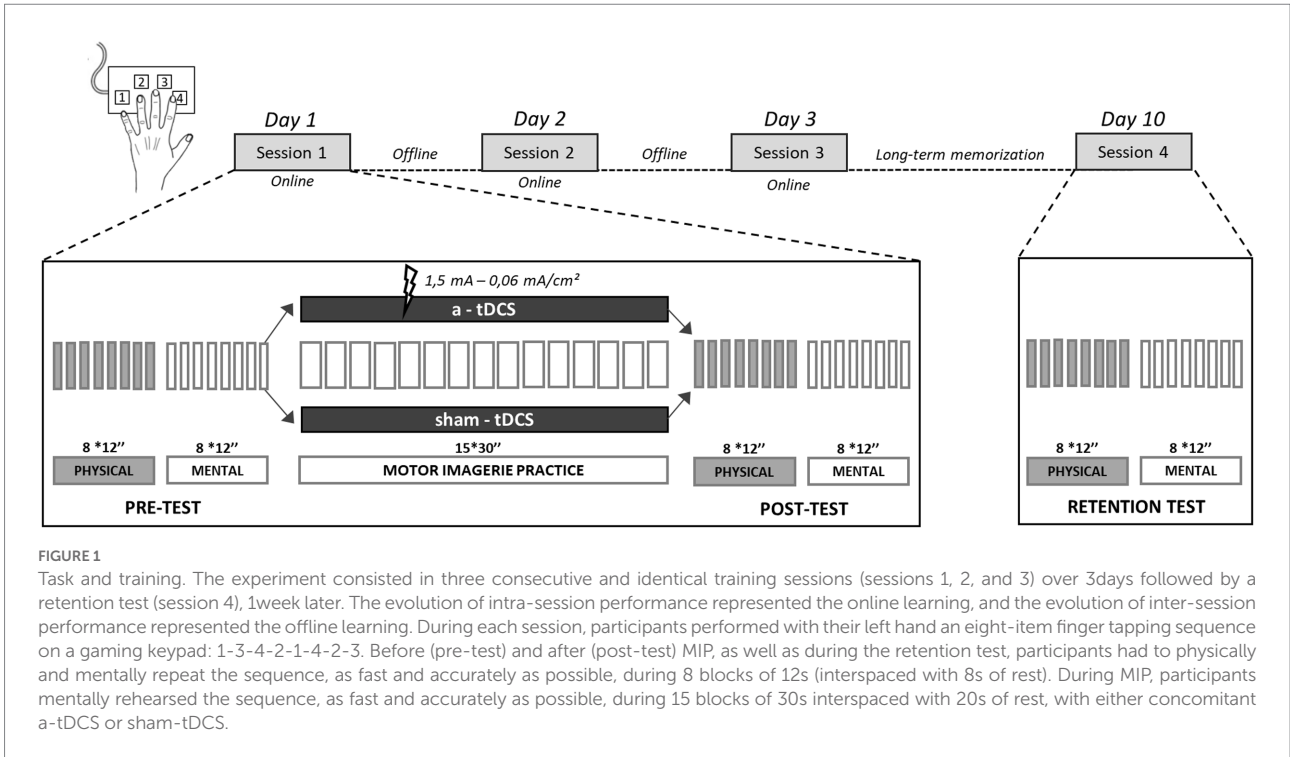 1
2
3
4
Day 1
Day 2
Day 3
Day 10
Session 1
Offline
Session 2
Offline
Session 3
Long-term memorization
Session 4
Online
Online
Online
1,5 mA – 0,06 mA/cm²
a - tDCS
sham - tDCS
8 *12’’
8 *12’’
15*30’’
8 *12’’
8 *12’’
8 *12’’
8 *12’’
PHYSICAL
MENTAL
MOTOR IMAGERIE PRACTICE
PHYSICAL
MENTAL
PHYSICAL
MENTAL
PRE-TEST
POST-TEST
RETENTION TEST
FIGURE 1
Task and training. The experiment consisted in three consecutive and identical training sessions (sessions 1, 2, and 3) over 3days followed by a
retention test (session 4), 1week later. The evolution of intra-session performance represented the online learning, and the evolution of inter-session
performance represented the offline learning. During each session, participants performed with their left hand an eight-item finger tapping sequence
on a gaming keypad: 1-3-4-2-1-4-2-3. Before (pre-test) and after (post-test) MIP, as well as during the retention test, participants had to physically
and mentally repeat the sequence, as fast and accurately as possible, during 8 blocks of 12s (interspaced with 8s of rest). During MIP, participants
mentally rehearsed the sequence, as fast and accurately as possible, during 15 blocks of 30s interspaced with 20s of rest, with either concomitant
a-tDCS or sham-tDCS.